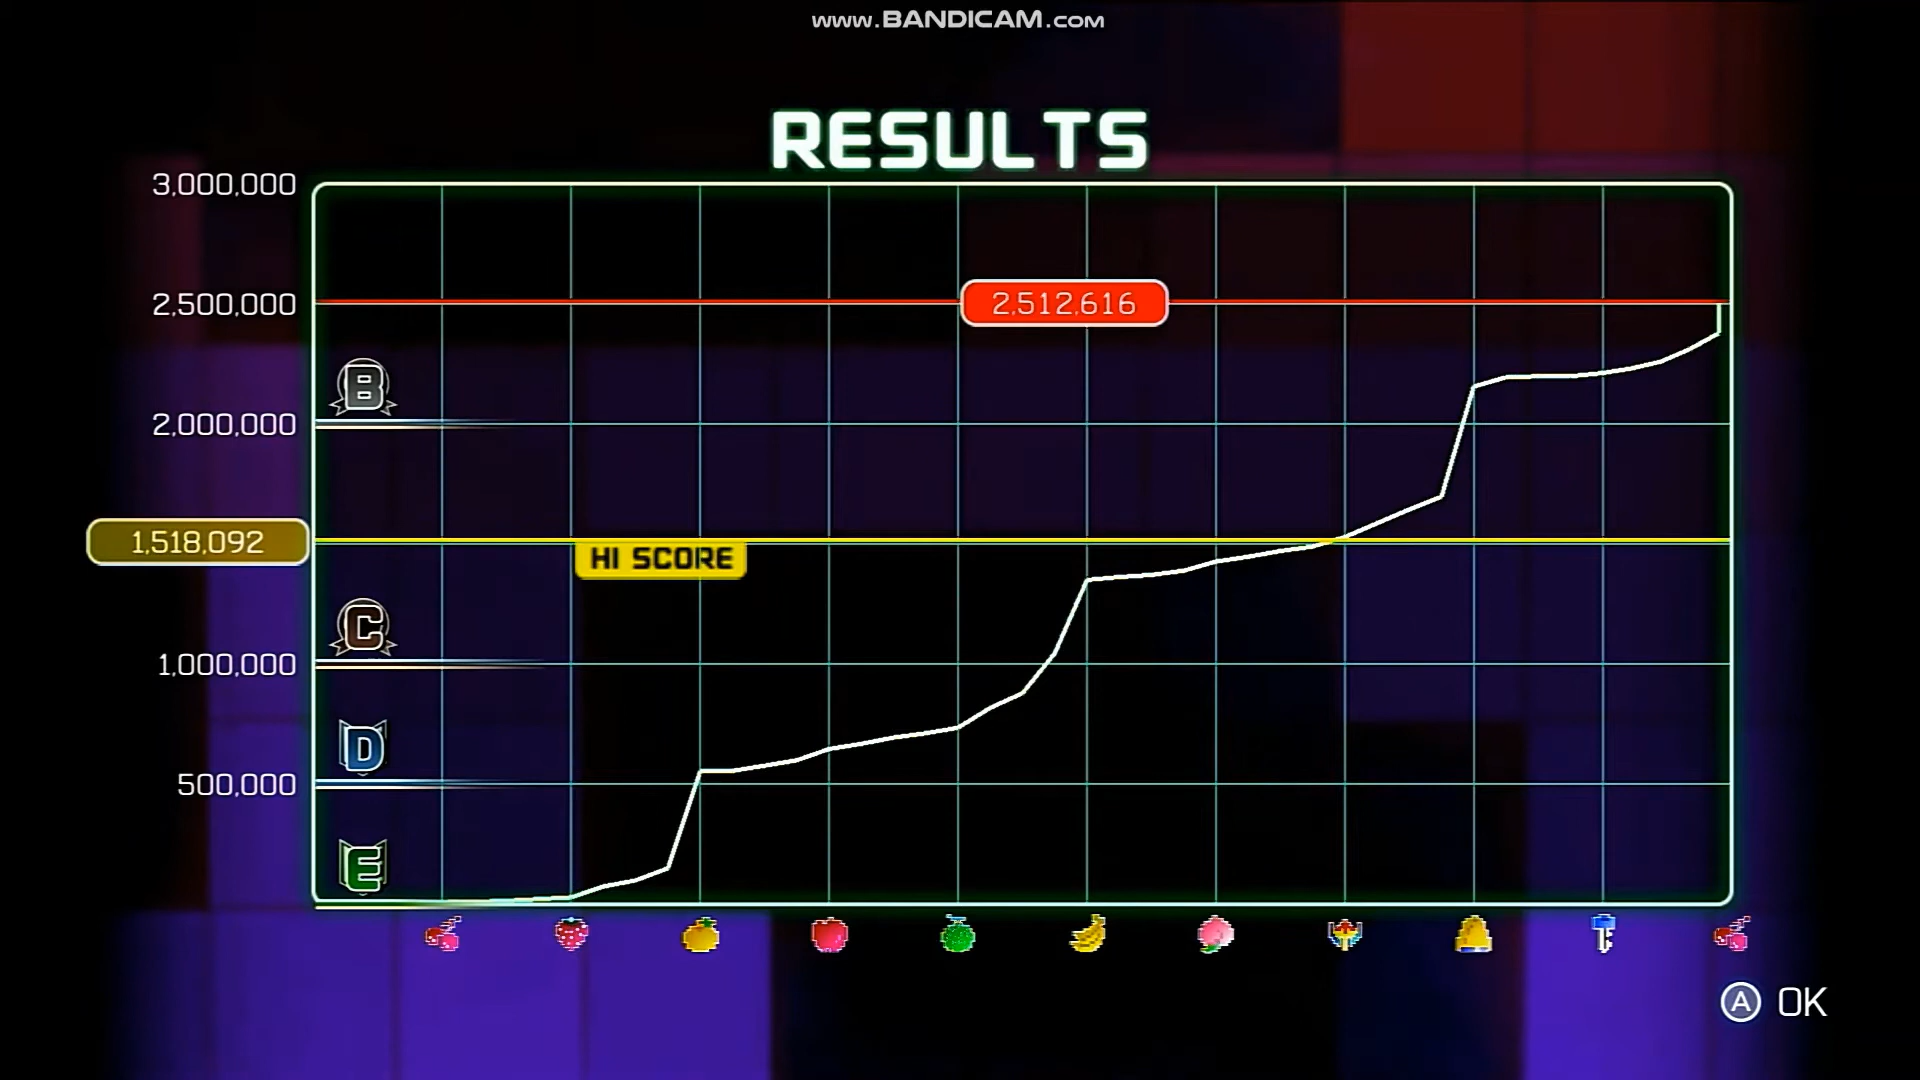 www.BANDICAM.com
RESULTS
3,000,000
2,500,000
2,512,616
B
2,000,000
1,518,092
HI SCORE
C
1,000,000
D
500,000
E
A OK